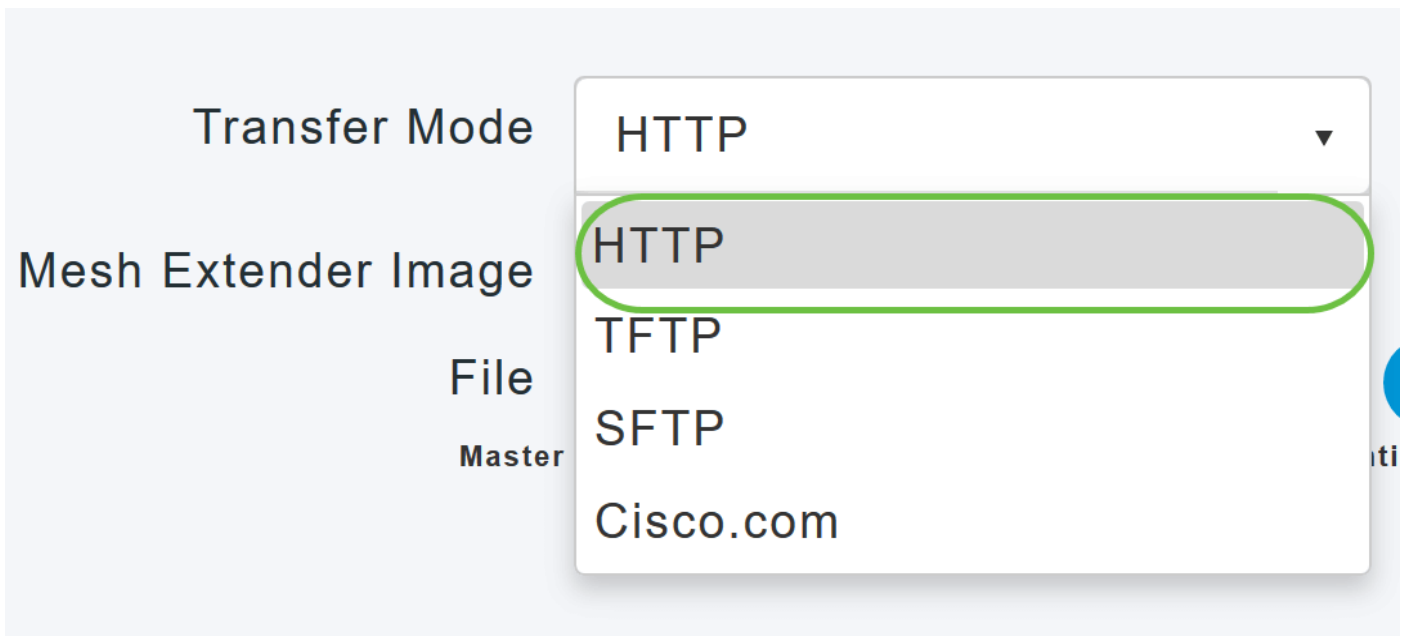 Transfer Mode HTTP
HTTP
Mesh Extender Image
TFTP
File
SFTP
Master
Cisco.com